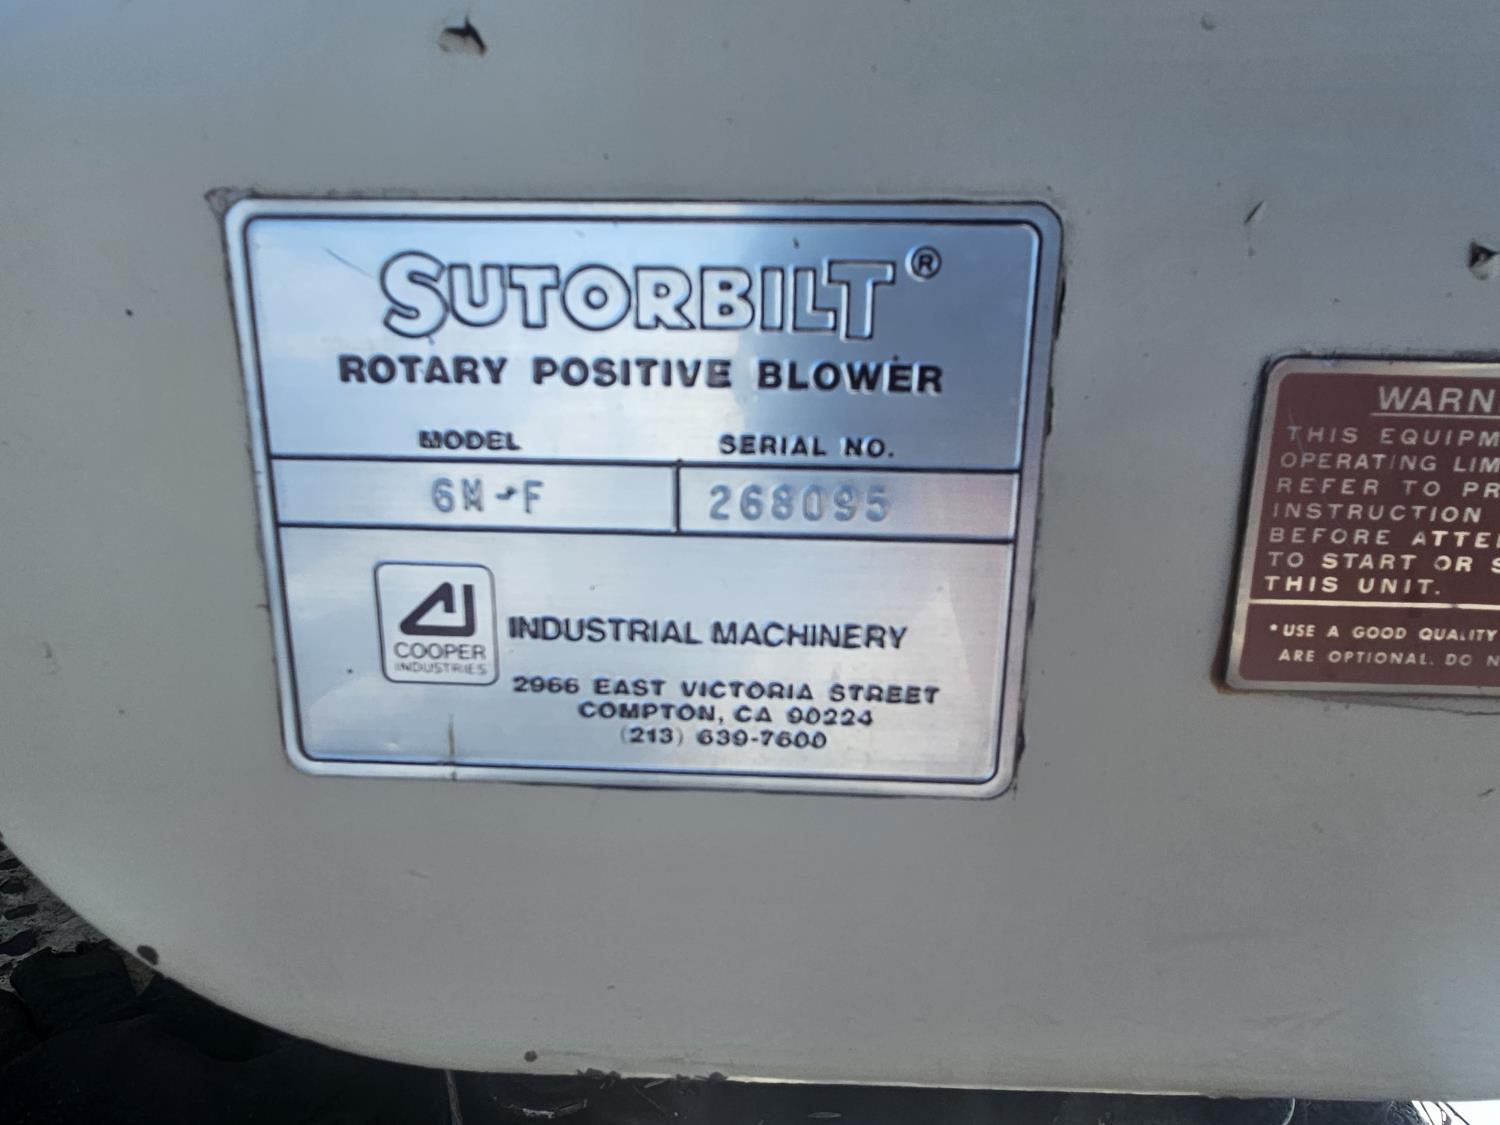 SUTORBILT®
ROTARY POSITIVE BLOWER
MODEL SERIAL NO.
6M-F 268095
COOPER
INDUSTRIES
INDUSTRIAL MACHINERY
2966 EAST VICTORIA STREET
COMPTON, CA 90224
(213) 639-7600
WARN
THIS EQUIPM
OPERATING LIM
REFER TO PR
INSTRUCTION
BEFORE ATTE
TO START OR S
THIS UNIT.
*USE A GOOD QUALITY
ARE OPTIONAL. DO N